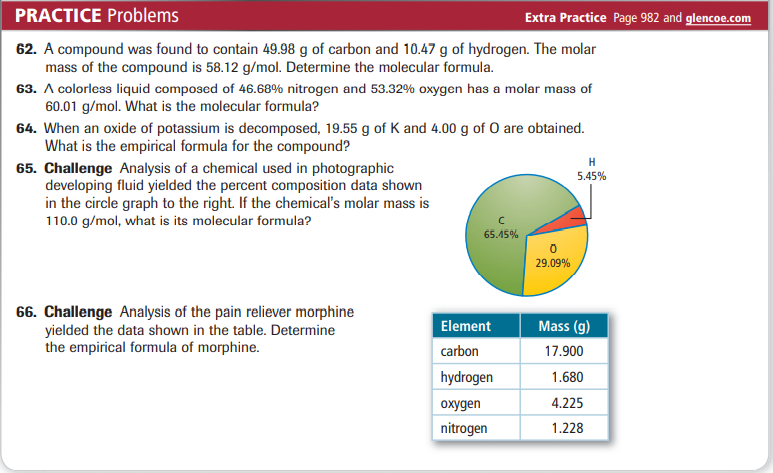 PRACTICE Problems
Extra Practice Page 982 and glencoe.com
62. A compound was found to contain 49.98 g of carbon and 10.47 g of hydrogen. The molar
mass of the compound is 58.12 g/mol. Determine the molecular formula.
63. A colorless liquid composed of 46.68% nitrogen and 53.32% oxygen has a molar mass of
60.01 g/mol. What is the molecular formula?
64. When an oxide of potassium is decomposed, 19.55 g of K and 4.00 g of O are obtained.
What is the empirical formula for the compound?
65. Challenge Analysis of a chemical used in photographic
developing fluid yielded the percent composition data shown
in the circle graph to the right. If the chemical's molar mass is
110.0 g/mol, what is its molecular formula?
H
5.45%
C
65.45%
O
29.09%
66. Challenge Analysis of the pain reliever morphine
yielded the data shown in the table. Determine
the empirical formula of morphine.
Element Mass (g)
carbon 17.900
hydrogen 1.680
oxygen 4.225
nitrogen 1.228